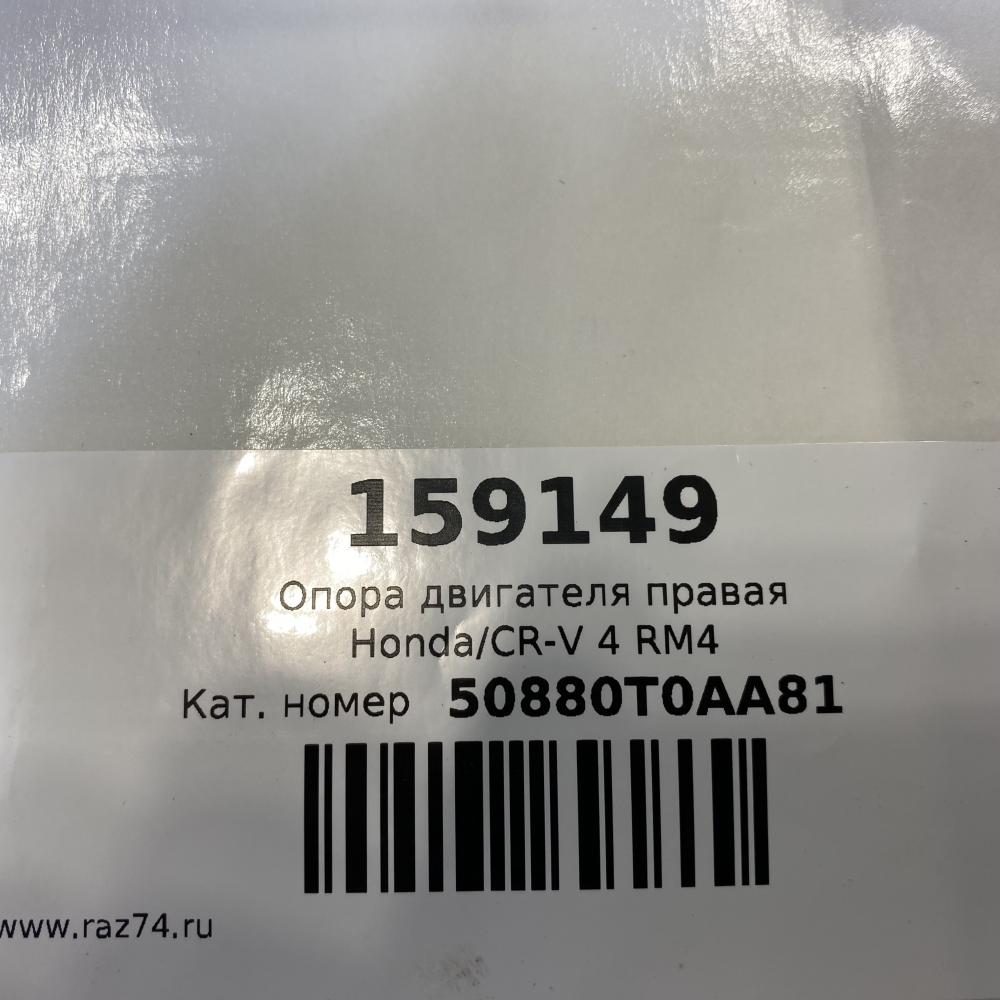 159149
Опора двигателя правая
Honda/CR-V 4 RM4
Кат. номер 50880T0AA81
www.raz74.ru